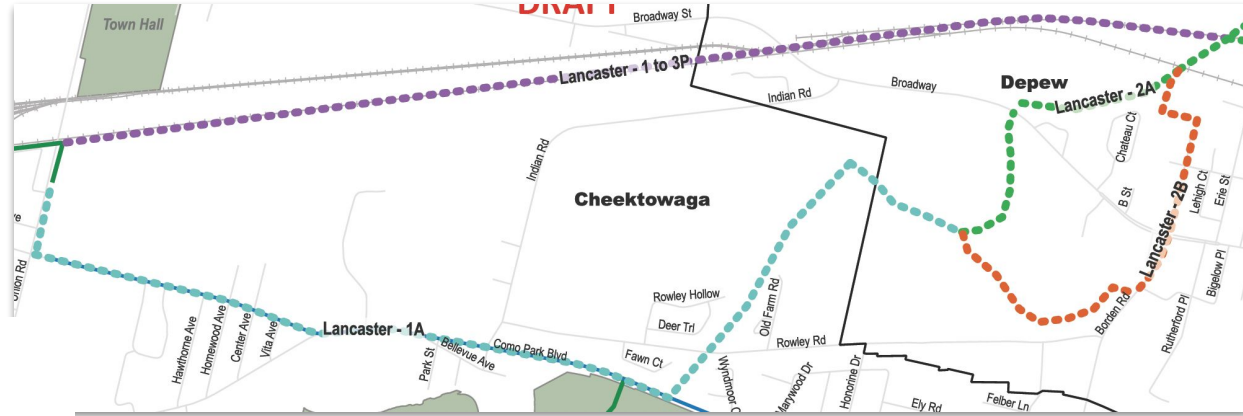 DRAFT
Town Hall
Broadway St
Lancaster - 1 to 3P
Indian Rd
Broadway
Depew
Lancaster - 2A
Chateau Ct
Indian Rd
Cheektowaga
B St
Lehigh Ct
Erie St
Lancaster - 2B
Union Rd
Bigelow Pl
Rowley Hollow
Old Farm Rd
Borden Rd
Rutherford Pl
Hawthorne Ave
Homewood Ave
Center Ave
Vita Ave
Lancaster - 1A
Deer Trl
Park St
Bellevue Ave
Como Park Blvd
Fawn Ct
Rowley Rd
Marywood Dr
Honorine Dr
Ely Rd
Felber Ln